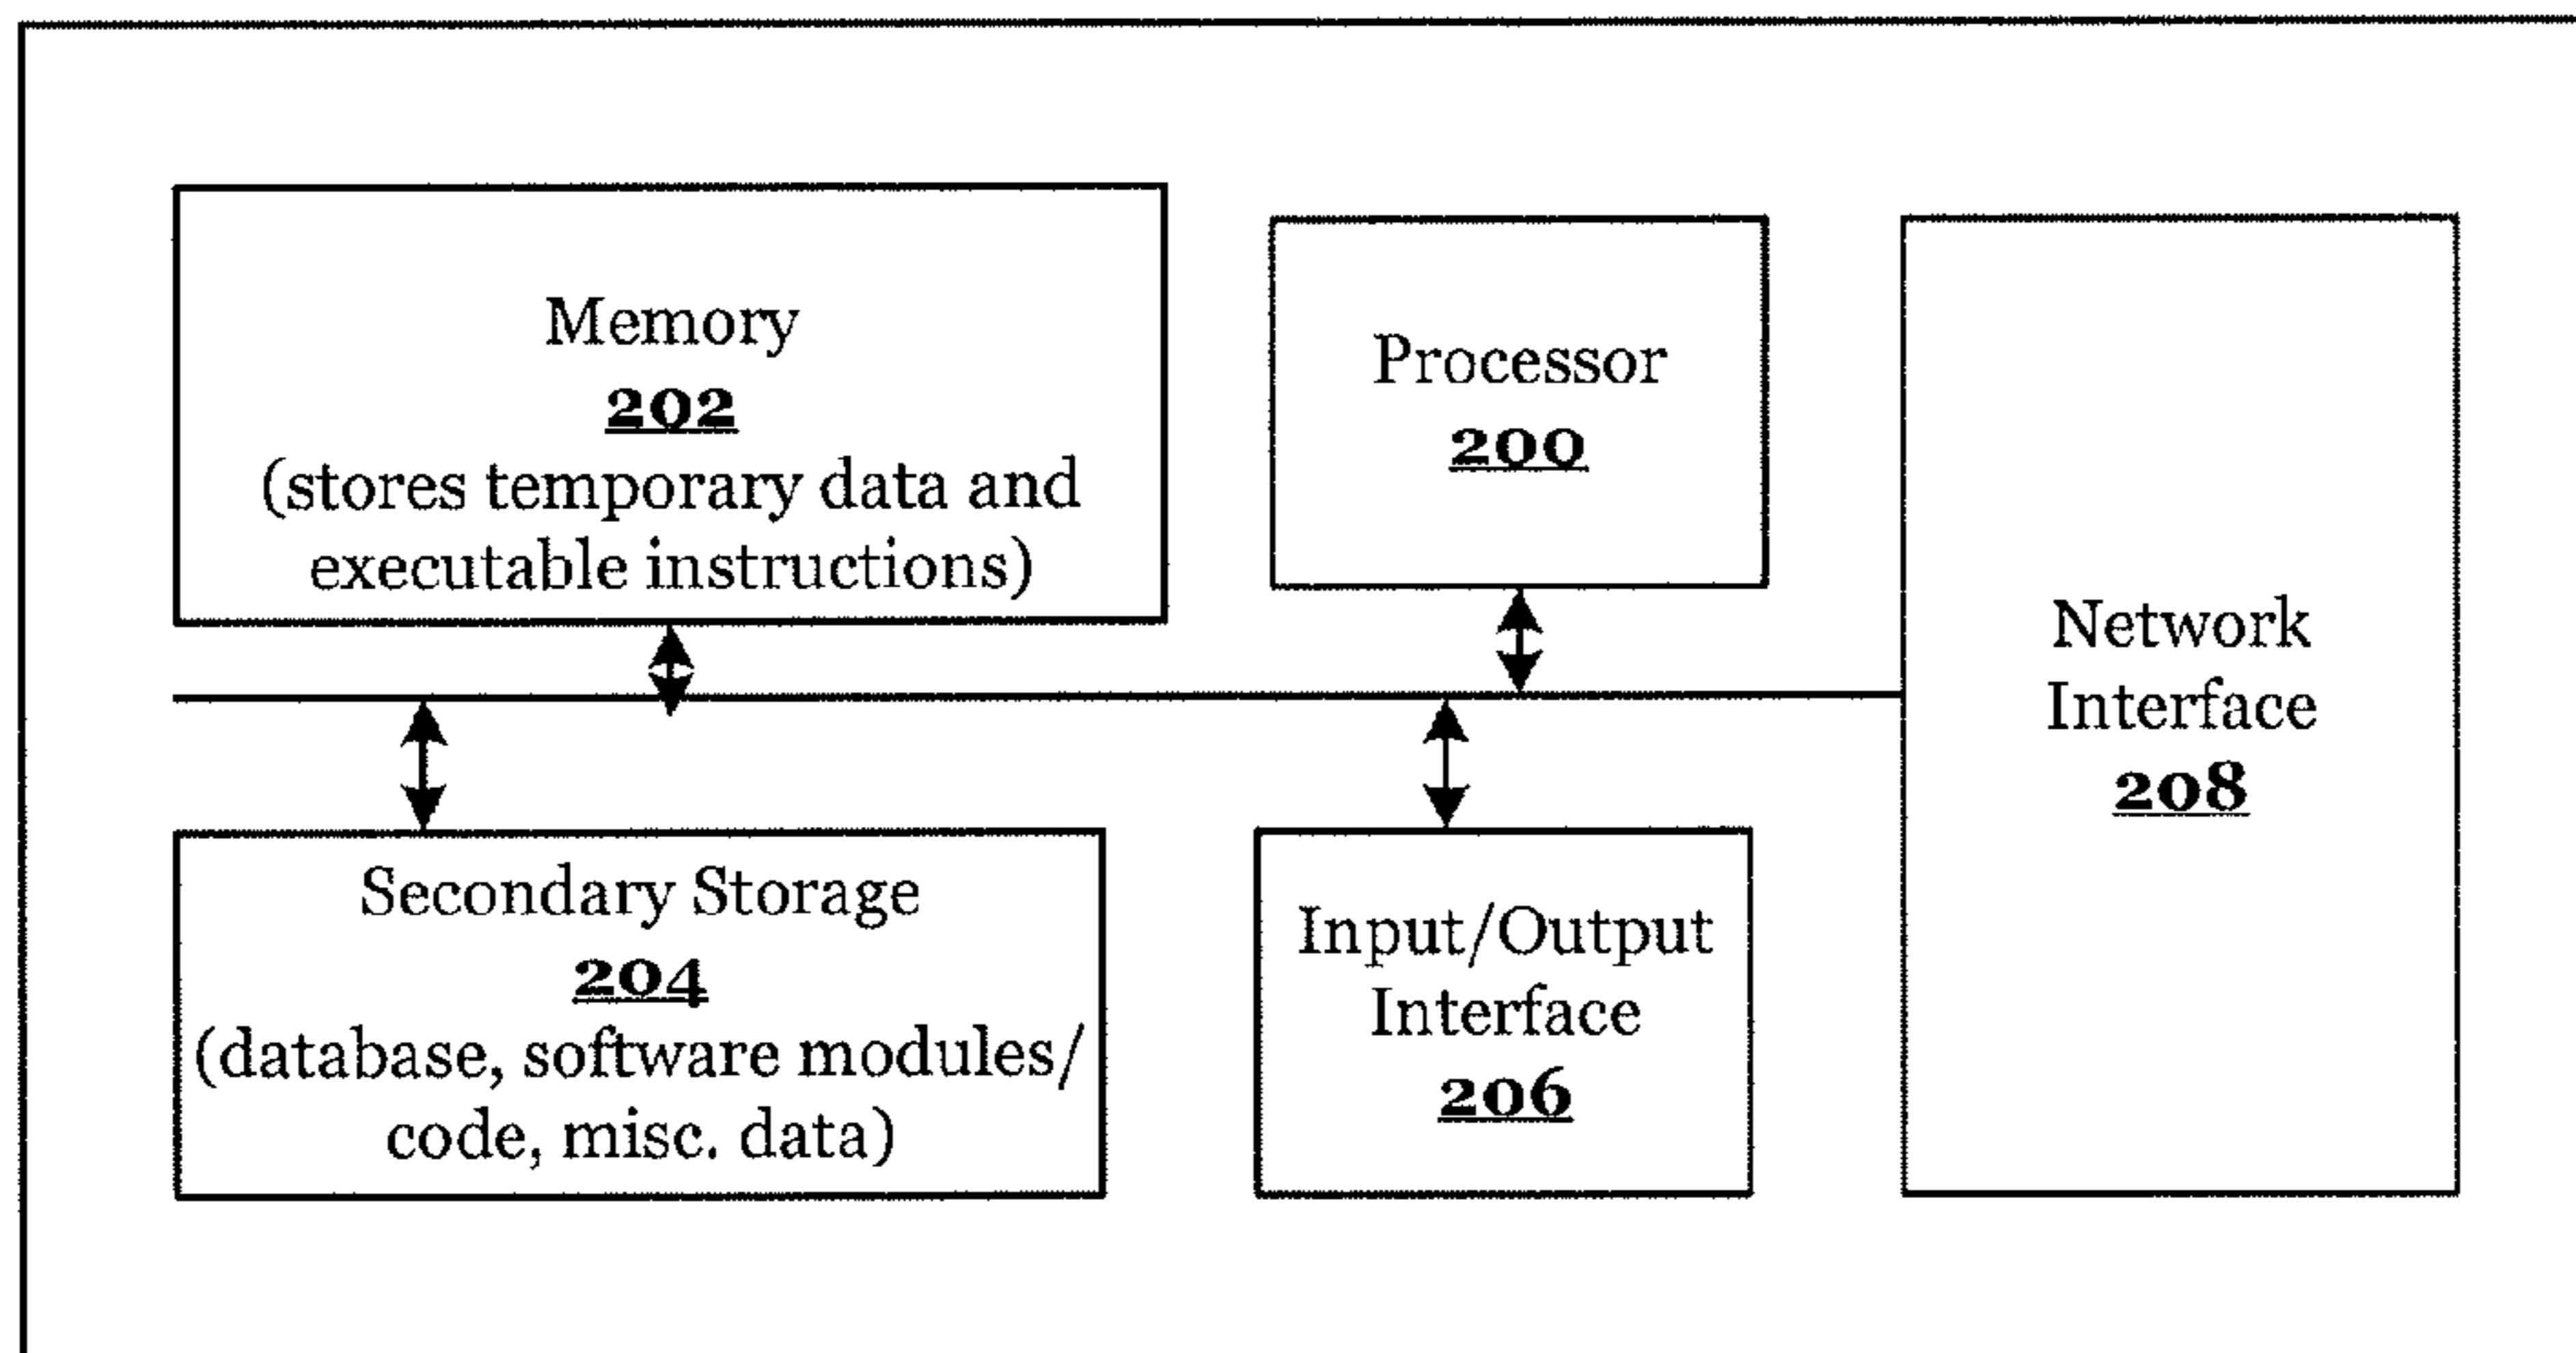 Memory
202
(stores temporary data and
executable instructions)
Processor
200
Network
Interface
208
Secondary Storage
204
(database, software modules/
code, misc. data)
Input/Output
Interface
206